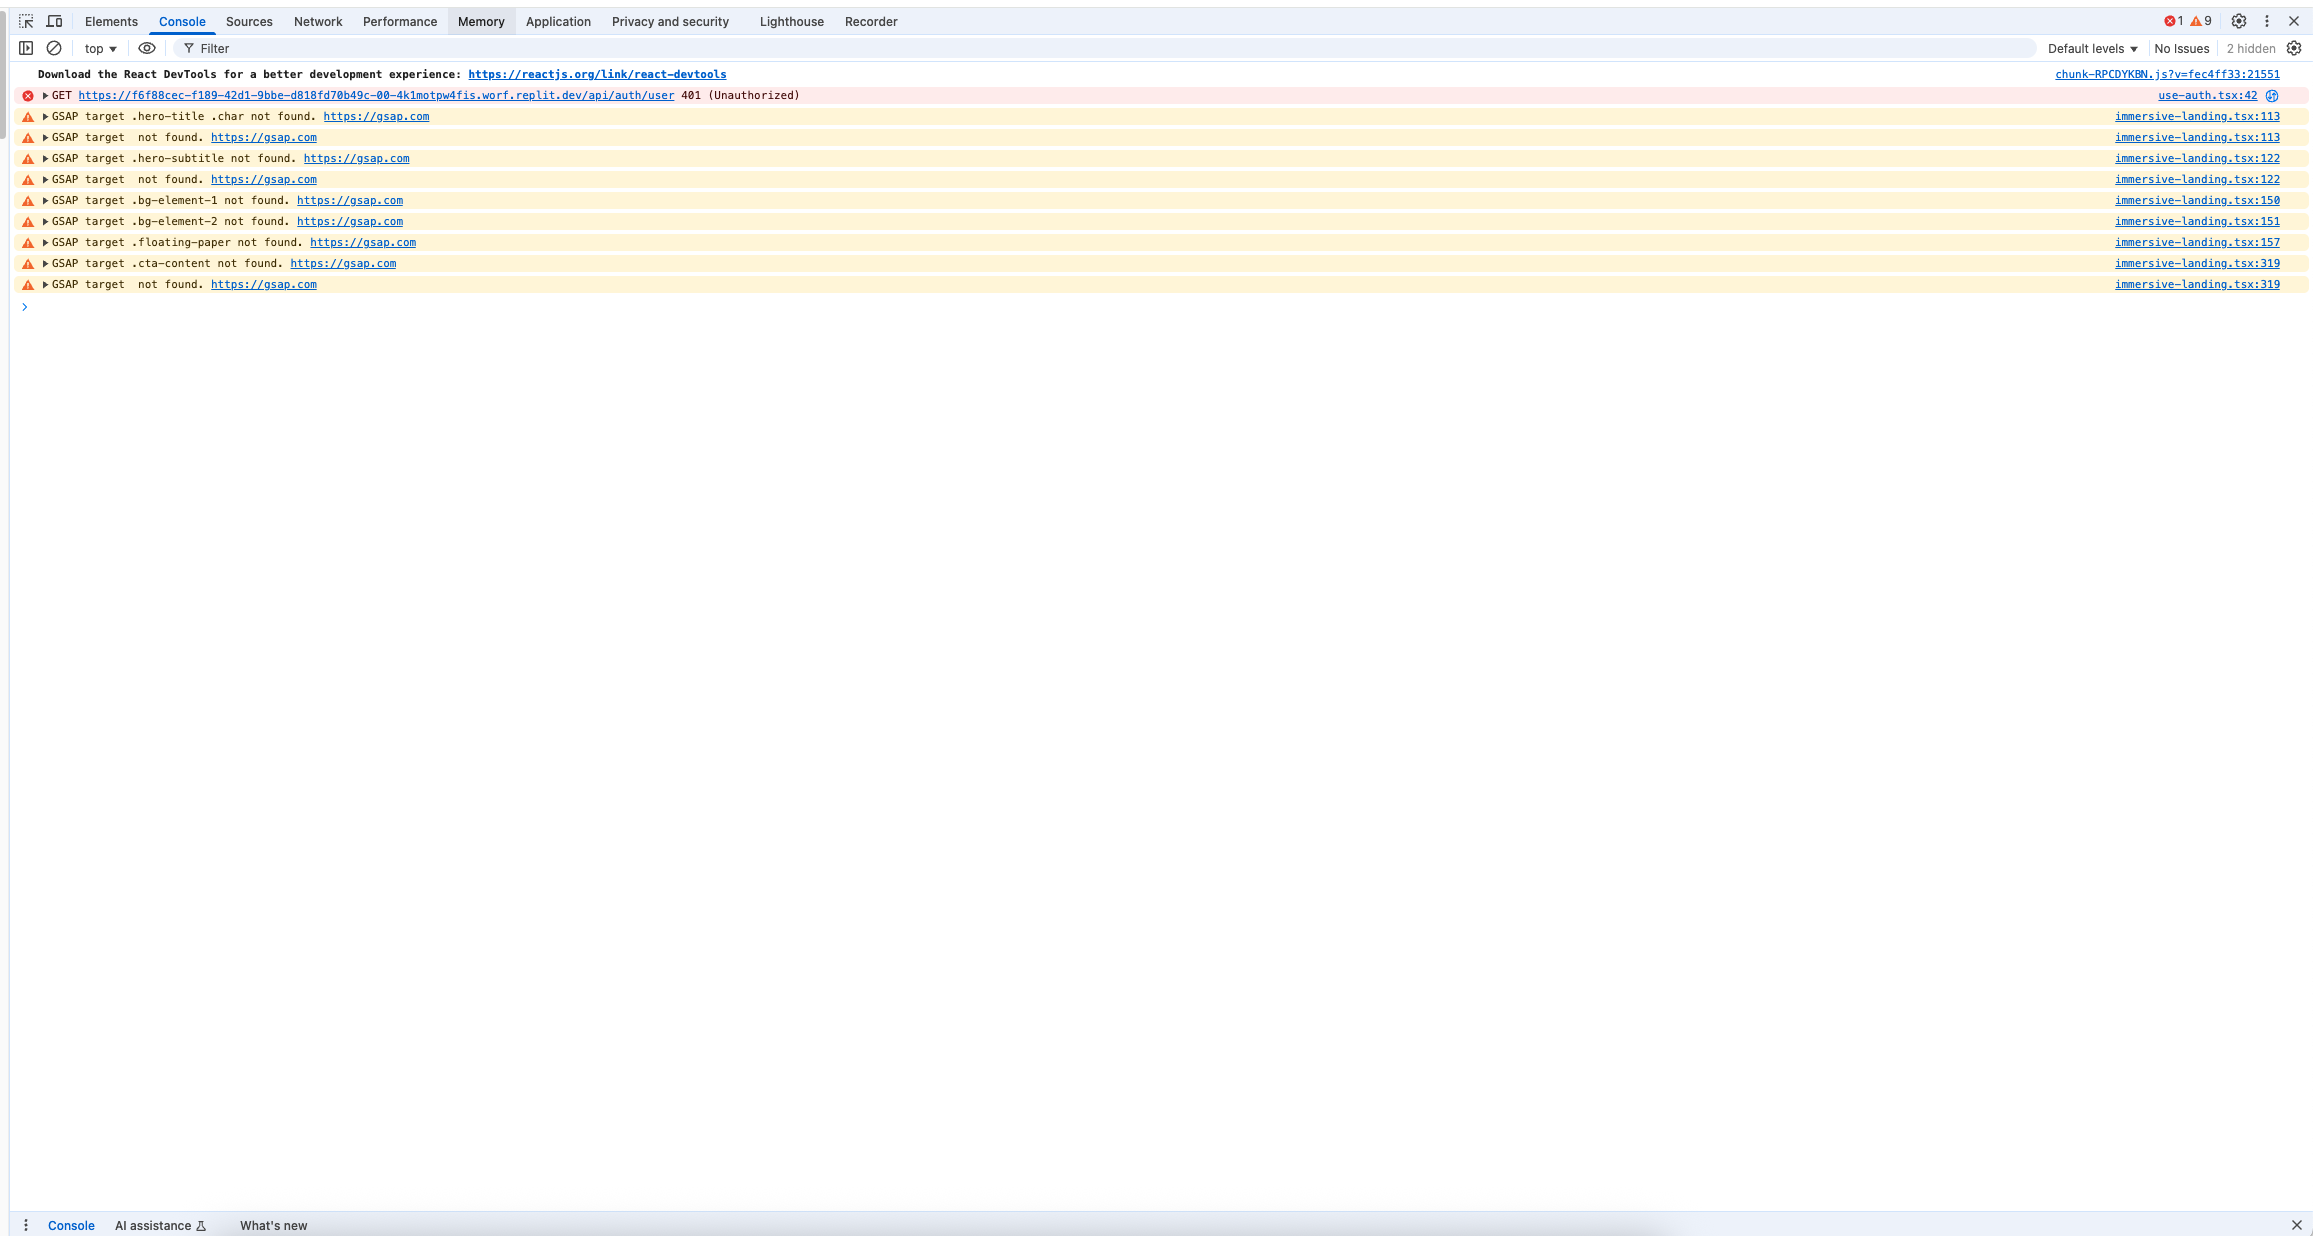 Elements Console Sources Network Performance Memory Application Privacy and security Lighthouse Recorder 1 9
top Filter Default levels No Issues 2 hidden
Download the React DevTools for a better development experience: https://reactjs.org/link/react-devtools chunk-RPCDYKBN.js?v=fec4ff33:21551
GET https://f6f88cec-f189-42d1-9bbe-d818fd70b49c-00-4k1motpw4fis.worf.replit.dev/api/auth/user 401 (Unauthorized) use-auth.tsx:42
GSAP target .hero-title .char not found. https://gsap.com immersive-landing.tsx:113
GSAP target  not found. https://gsap.com immersive-landing.tsx:113
GSAP target .hero-subtitle not found. https://gsap.com immersive-landing.tsx:122
GSAP target  not found. https://gsap.com immersive-landing.tsx:122
GSAP target .bg-element-1 not found. https://gsap.com immersive-landing.tsx:150
GSAP target .bg-element-2 not found. https://gsap.com immersive-landing.tsx:151
GSAP target .floating-paper not found. https://gsap.com immersive-landing.tsx:157
GSAP target .cta-content not found. https://gsap.com immersive-landing.tsx:319
GSAP target  not found. https://gsap.com immersive-landing.tsx:319
Console AI assistance What's new